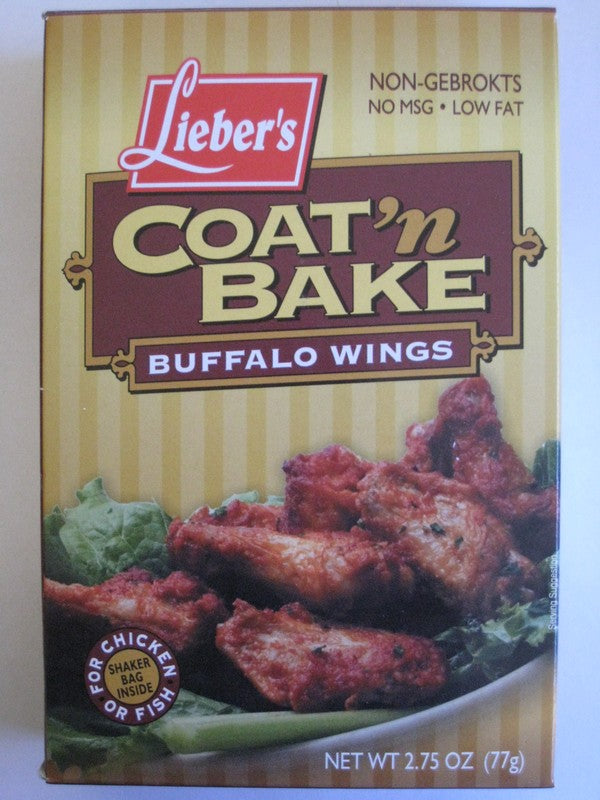 NON-GEBROKTS
NO MSG • LOW FAT
Lieber's
COAT 'n
BAKE
BUFFALO WINGS
Serving Suggestion
FOR CHICKEN
SHAKER
BAG
INSIDE
OR FISH
NET WT 2.75 OZ (77g)